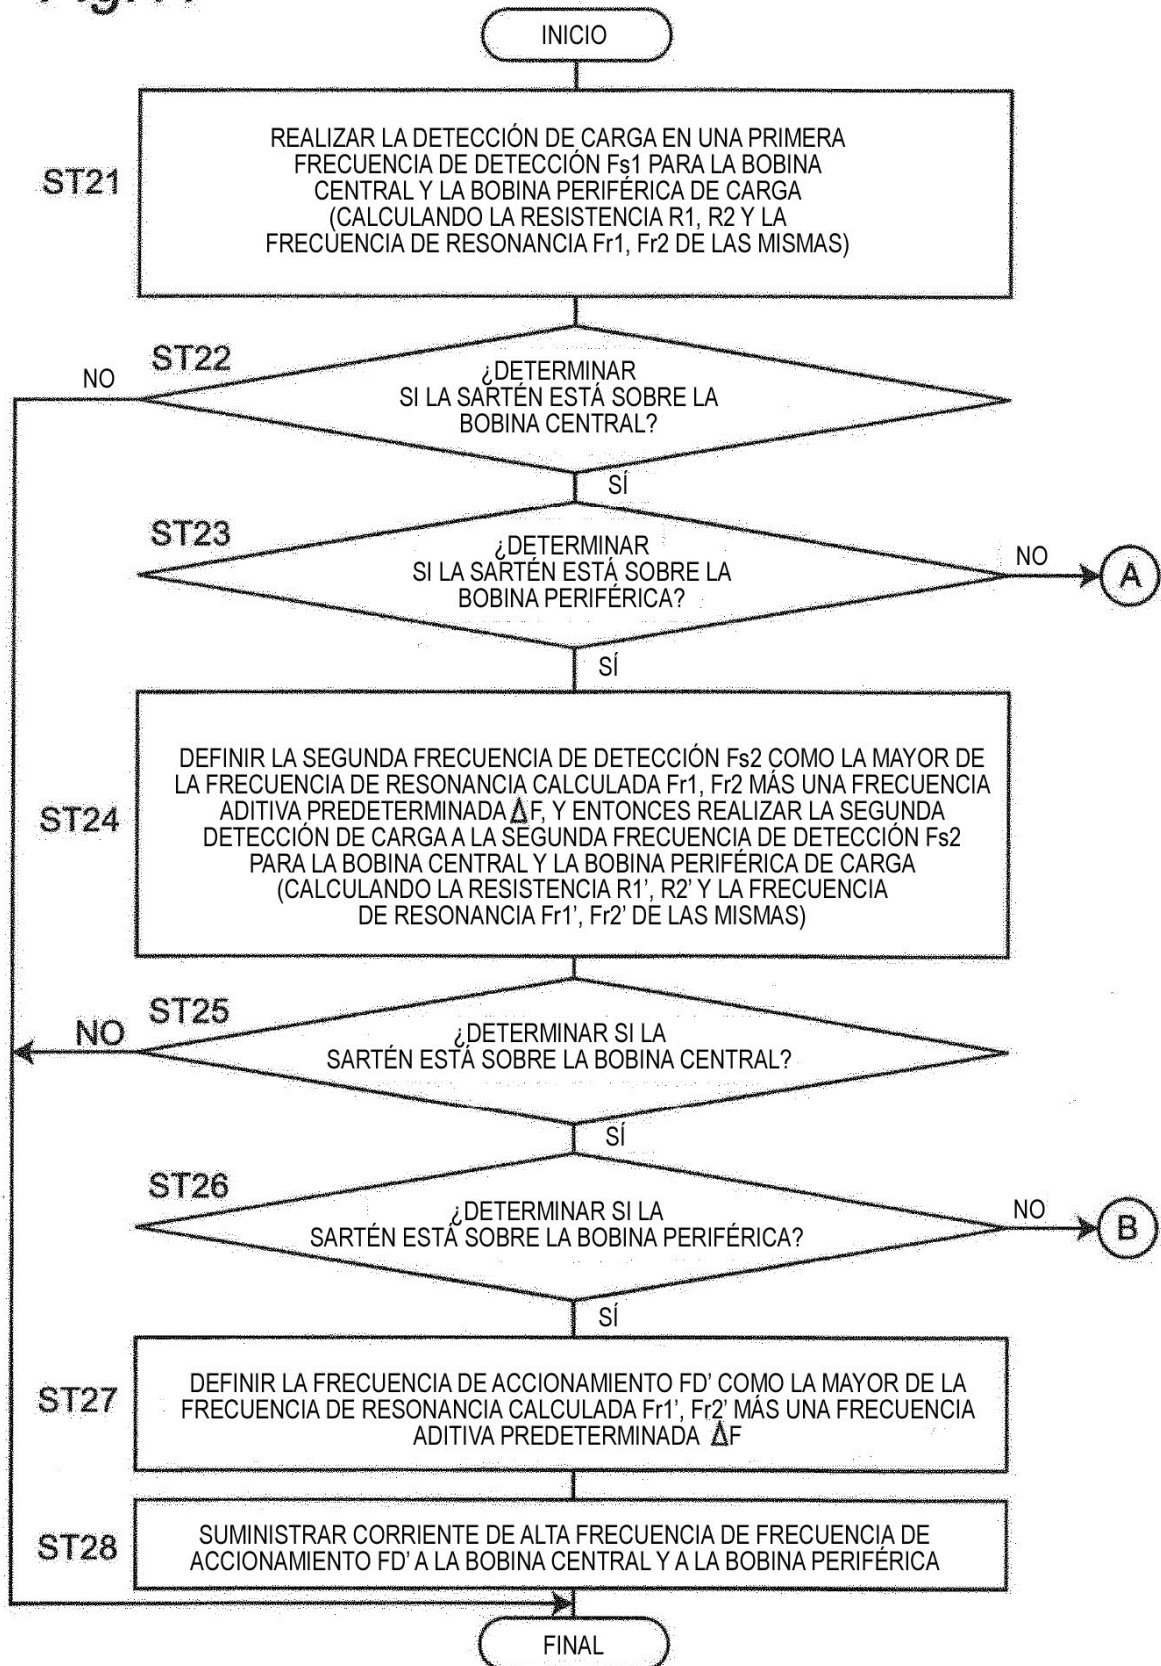 INICIO
ST21
REALIZAR LA DETECCIÓN DE CARGA EN UNA PRIMERA
FRECUENCIA DE DETECCIÓN Fs1 PARA LA BOBINA
CENTRAL Y LA BOBINA PERIFÉRICA DE CARGA
(CALCULANDO LA RESISTENCIA R1, R2 Y LA
FRECUENCIA DE RESONANCIA Fr1, Fr2 DE LAS MISMAS)
ST22
NO
¿DETERMINAR
SI LA SARTÉN ESTÁ SOBRE LA
BOBINA CENTRAL?
SÍ
ST23
¿DETERMINAR
SI LA SARTÉN ESTÁ SOBRE LA
BOBINA PERIFÉRICA?
NO
A
SÍ
ST24
DEFINIR LA SEGUNDA FRECUENCIA DE DETECCIÓN Fs2 COMO LA MAYOR DE
LA FRECUENCIA DE RESONANCIA CALCULADA Fr1, Fr2 MÁS UNA FRECUENCIA
ADITIVA PREDETERMINADA ΔF, Y ENTONCES REALIZAR LA SEGUNDA
DETECCIÓN DE CARGA A LA SEGUNDA FRECUENCIA DE DETECCIÓN Fs2
PARA LA BOBINA CENTRAL Y LA BOBINA PERIFÉRICA DE CARGA
(CALCULANDO LA RESISTENCIA R1', R2' Y LA FRECUENCIA
DE RESONANCIA Fr1', Fr2' DE LAS MISMAS)
ST25
NO
¿DETERMINAR SI LA
SARTÉN ESTÁ SOBRE LA BOBINA CENTRAL?
SÍ
ST26
¿DETERMINAR SI LA
SARTÉN ESTÁ SOBRE LA BOBINA PERIFÉRICA?
NO
B
SÍ
ST27
DEFINIR LA FRECUENCIA DE ACCIONAMIENTO FD' COMO LA MAYOR DE LA
FRECUENCIA DE RESONANCIA CALCULADA Fr1', Fr2' MÁS UNA FRECUENCIA
ADITIVA PREDETERMINADA ΔF
ST28
SUMINISTRAR CORRIENTE DE ALTA FRECUENCIA DE FRECUENCIA DE
ACCIONAMIENTO FD' A LA BOBINA CENTRAL Y A LA BOBINA PERIFÉRICA
FINAL